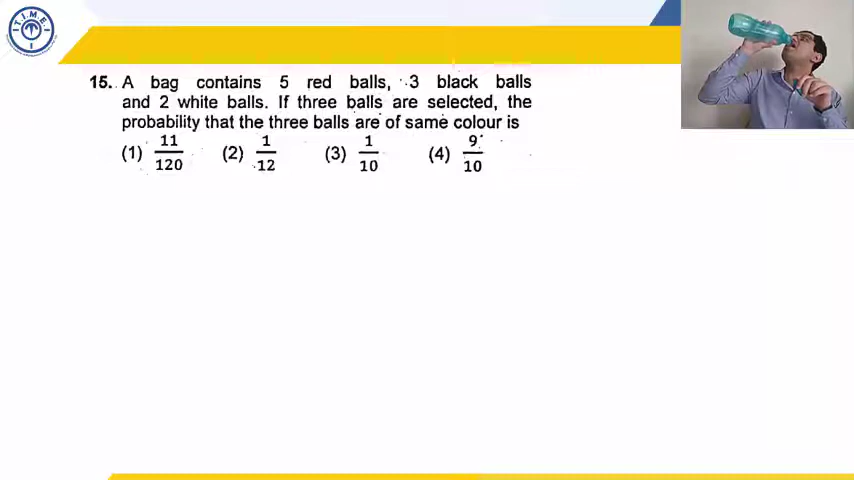 T.I.M.E.
15. A bag contains 5 red balls, 3 black balls
and 2 white balls. If three balls are selected, the
probability that the three balls are of same colour is
(1) 11/120 (2) 1/12 (3) 1/10 (4) 9/10